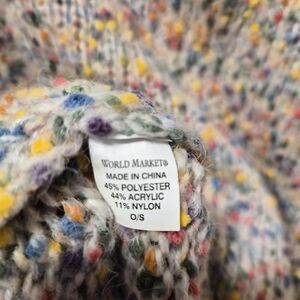 WORLD MARKET®
MADE IN CHINA
45% POLYESTER
44% ACRYLIC
11% NYLON
O/S